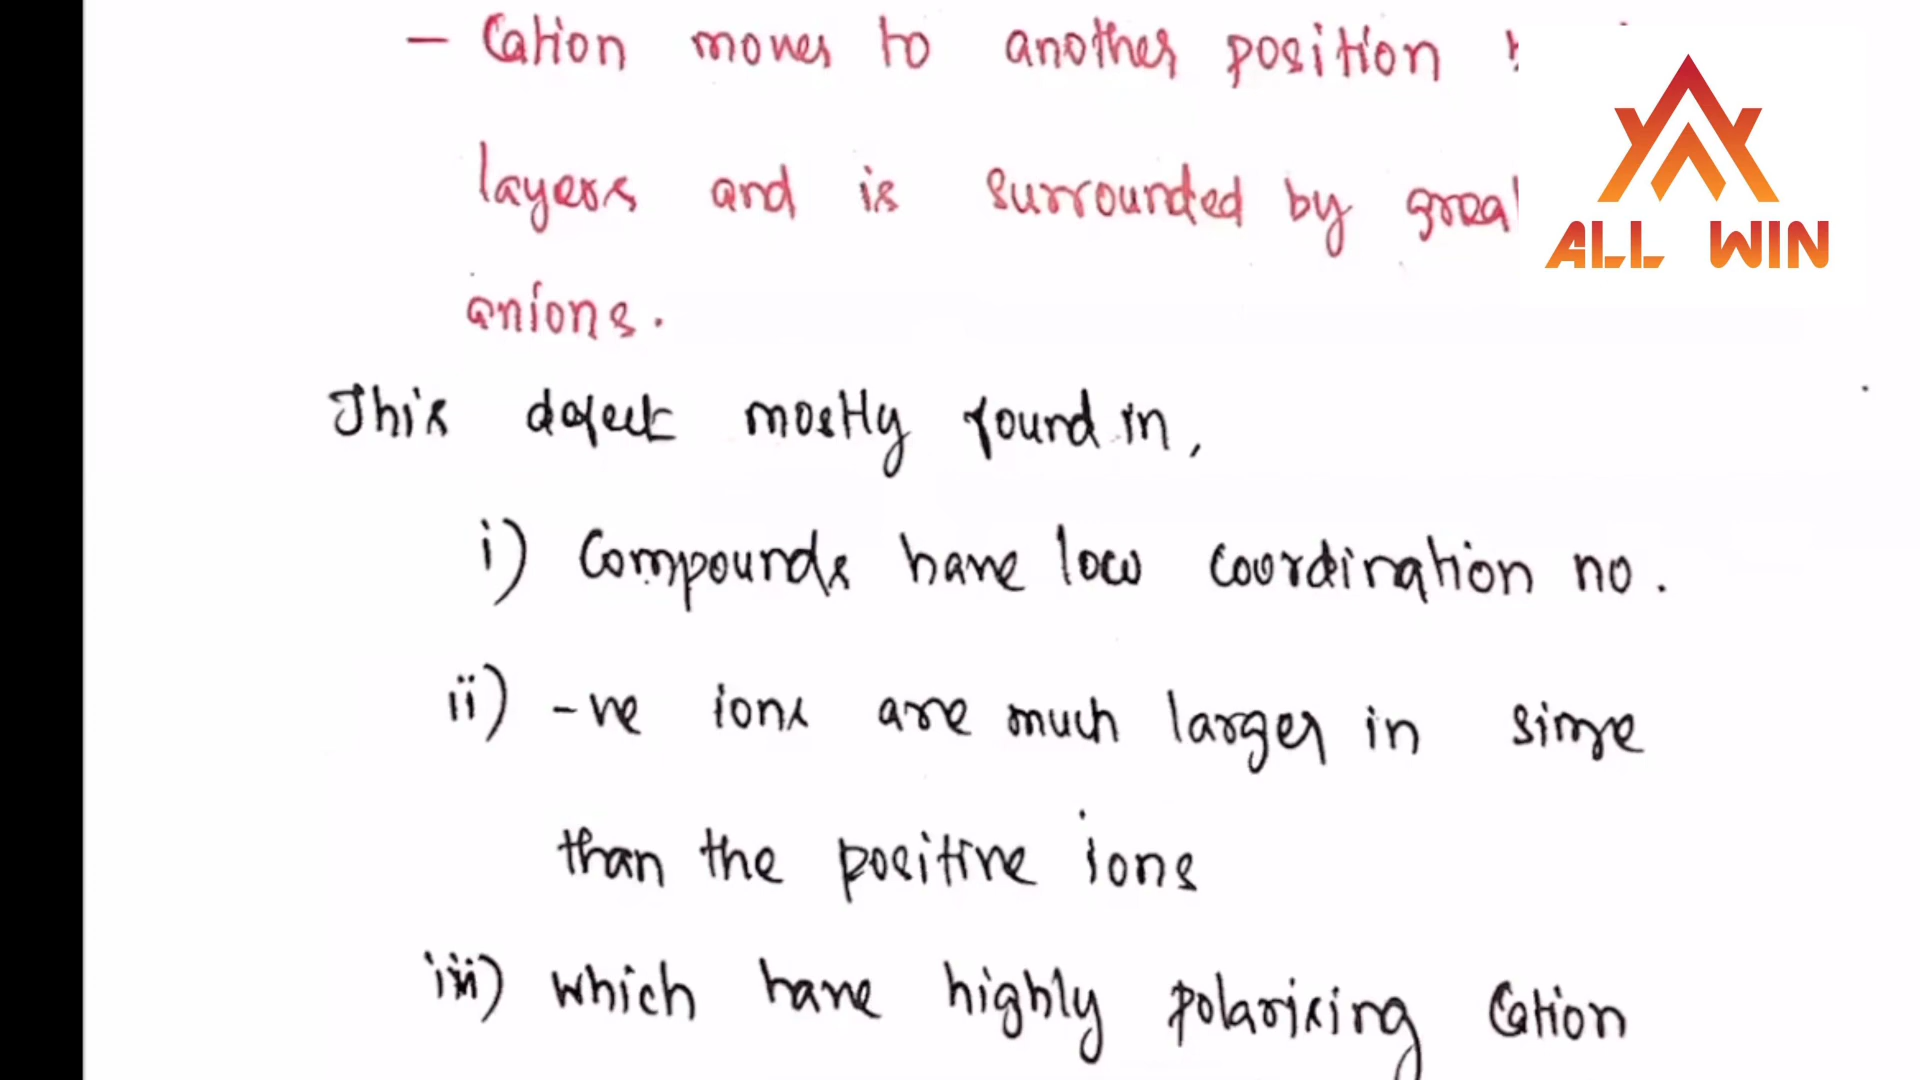 - Cation moves to another position
layers and is surrounded by
anions.
This defect mostly found in,
i) Compounds have low coordination no.
ii) -ve ions are much larger in size
than the positive ions
iii) which have highly polarising Cation
ALL WIN